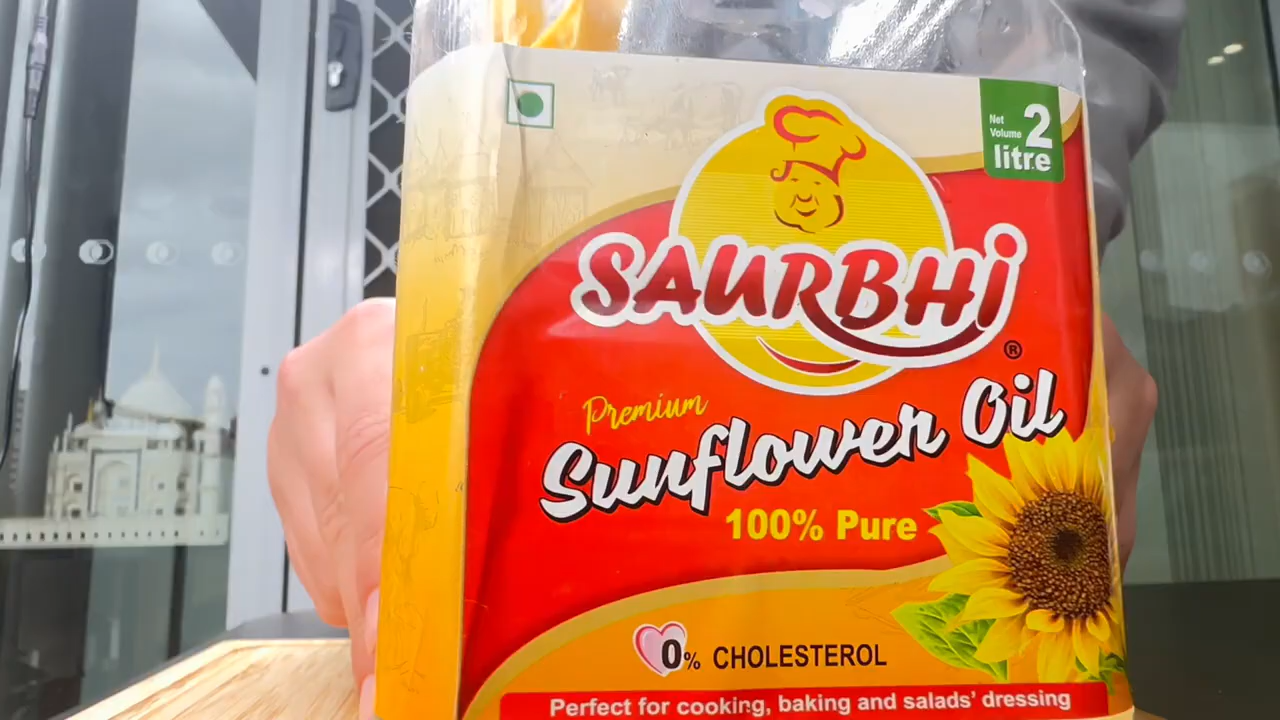 Net
Volume 2
litre
SAURBHi
®
Premium
Sunflower Oil
100% Pure
0% CHOLESTEROL
Perfect for cooking, baking and salads' dressing